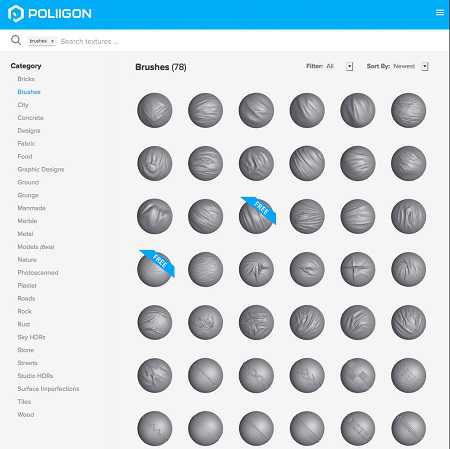 POLIIGON
brushes x Search textures ...
Category
Bricks
Brushes
City
Concrete
Designs
Fabric
Food
Graphic Designs
Ground
Grunge
Manmade
Marble
Metal
Models (Beta)
Nature
Photoscanned
Plaster
Roads
Rock
Rust
Sky HDRs
Stone
Streets
Studio HDRs
Surface Imperfections
Tiles
Wood
Brushes (78)
Filter: All
Sort By: Newest
FREE
FREE